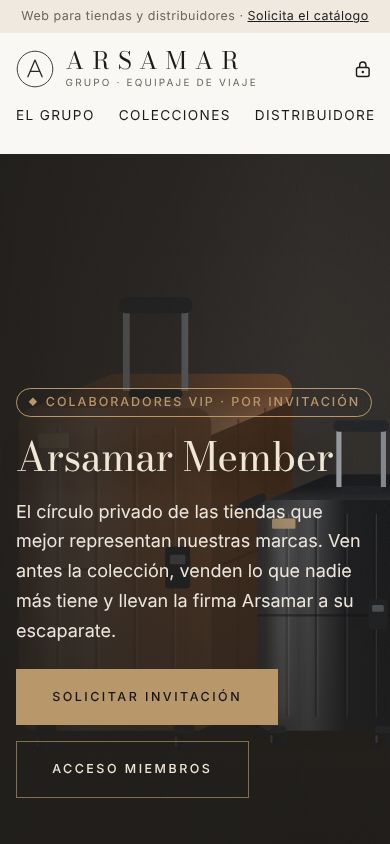 Web para tiendas y distribuidores · Solicita el catálogo
A
ARSAMAR
GRUPO · EQUIPAJE DE VIAJE
EL GRUPO COLECCIONES DISTRIBUIDORE
COLABORADORES VIP · POR INVITACIÓN
Arsamar Member
El círculo privado de las tiendas que
mejor representan nuestras marcas. Ven
antes la colección, venden lo que nadie
más tiene y llevan la firma Arsamar a su
escaparate.
SOLICITAR INVITACIÓN
ACCESO MIEMBROS